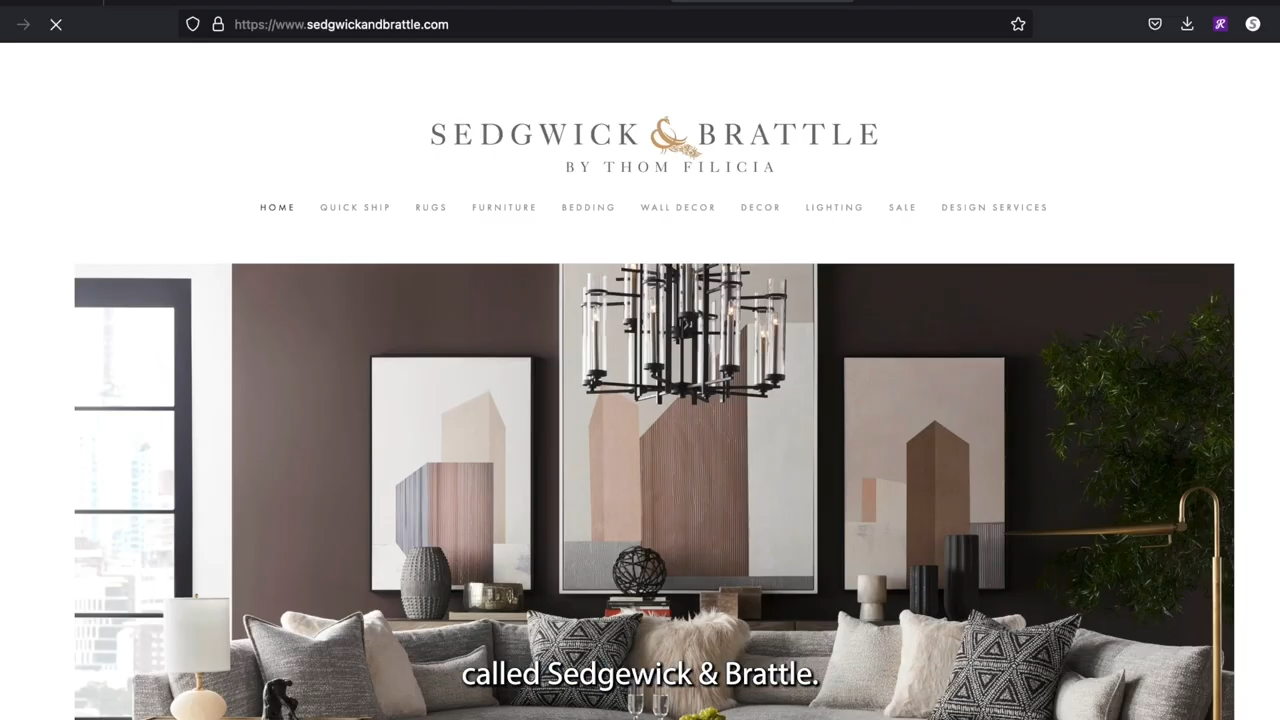 https://www.sedgwickandbrattle.com
SEDGWICK & BRATTLE
BY THOM FILICIA
HOME QUICK SHIP RUGS FURNITURE BEDDING WALL DECOR DECOR LIGHTING SALE DESIGN SERVICES
called Sedgewick & Brattle.